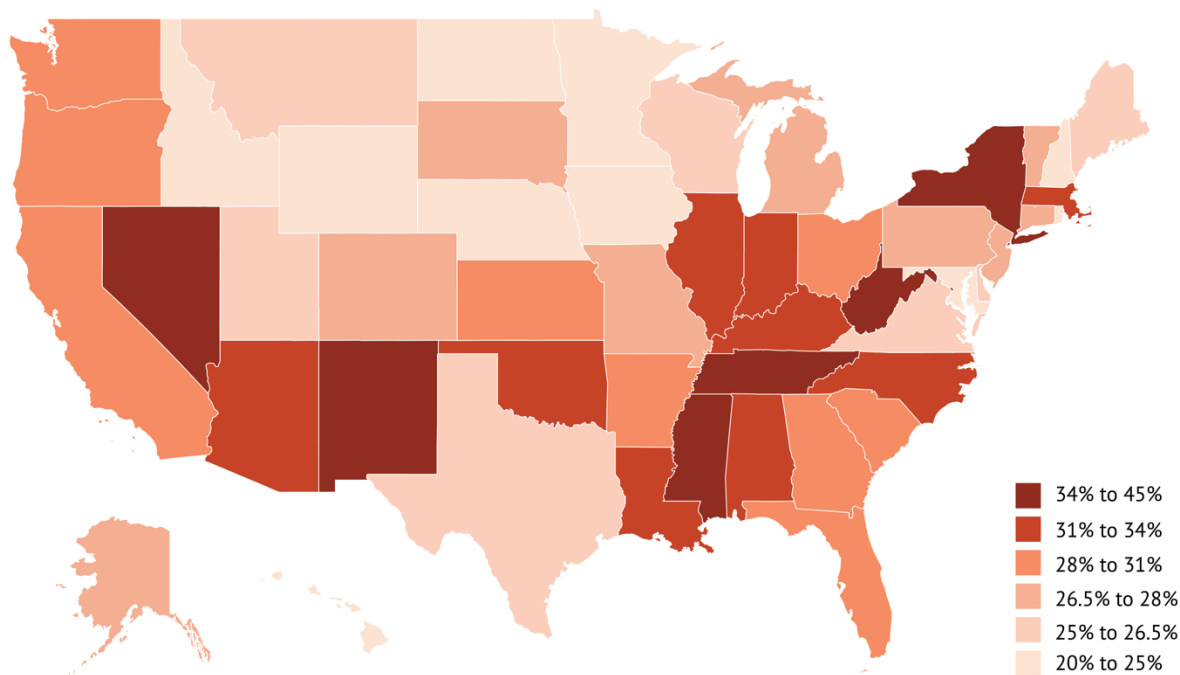 34% to 45%
31% to 34%
28% to 31%
26.5% to 28%
25% to 26.5%
20% to 25%